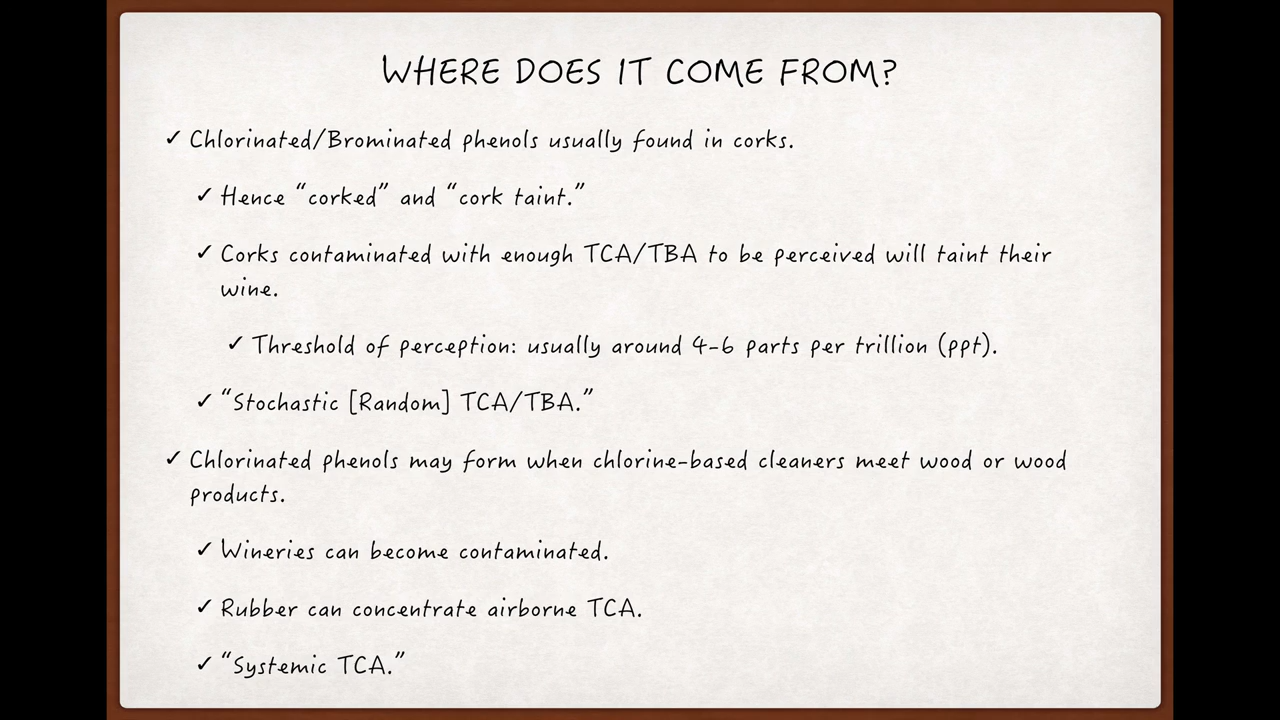 WHERE DOES IT COME FROM?
✓ Chlorinated/Brominated phenols usually found in corks.
✓ Hence “corked” and “cork taint.”
✓ Corks contaminated with enough TCA/TBA to be perceived will taint their
wine.
✓ Threshold of perception: usually around 4-6 parts per trillion (ppt).
✓ “Stochastic [Random] TCA/TBA.”
✓ Chlorinated phenols may form when chlorine-based cleaners meet wood or wood
products.
✓ Wineries can become contaminated.
✓ Rubber can concentrate airborne TCA.
✓ “Systemic TCA.”